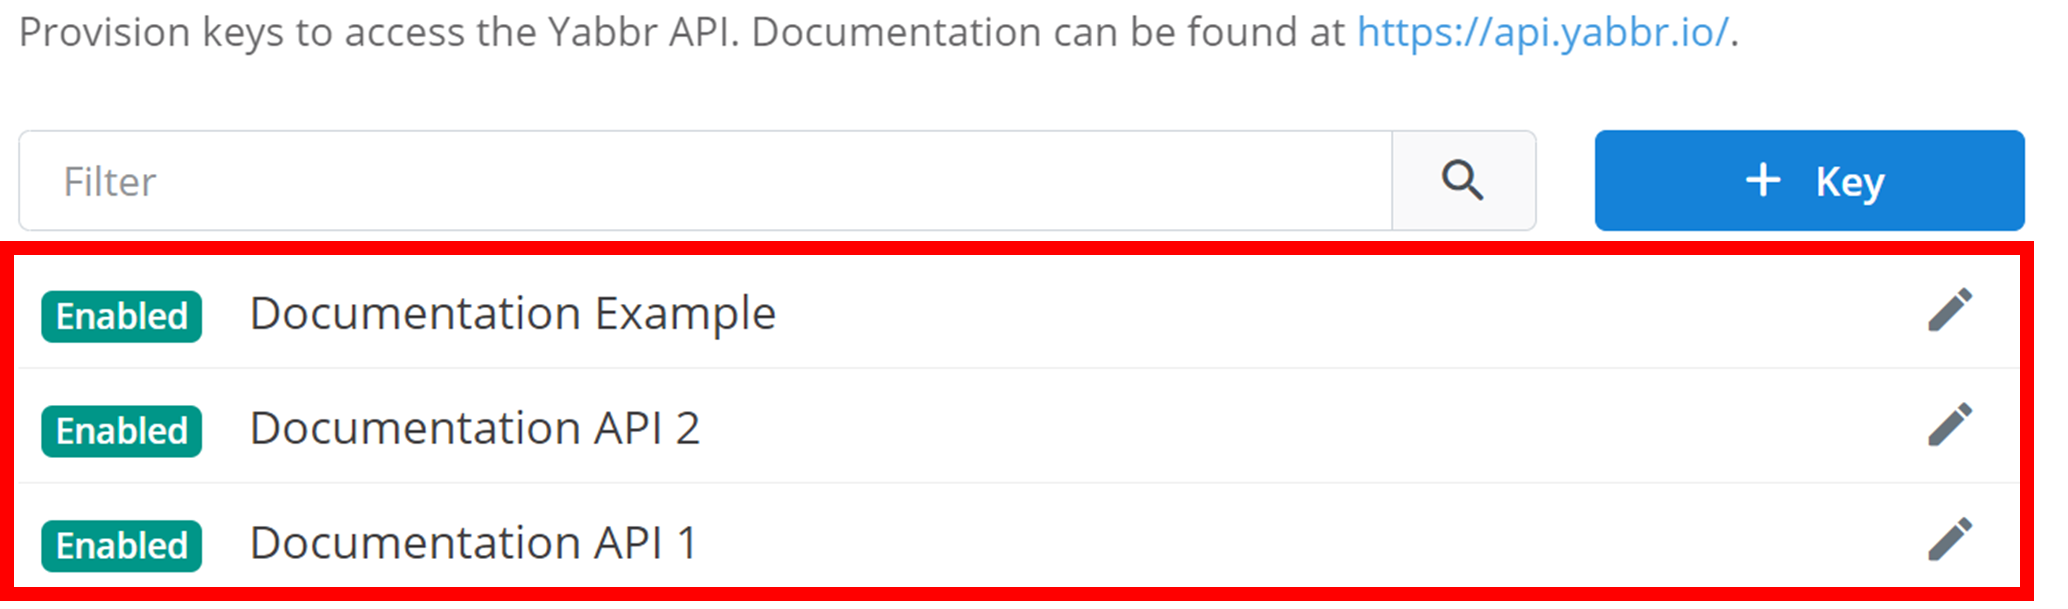 Provision keys to access the Yabbr API. Documentation can be found at https://api.yabbr.io/.
Filter
+ Key
Enabled Documentation Example
Enabled Documentation API 2
Enabled Documentation API 1